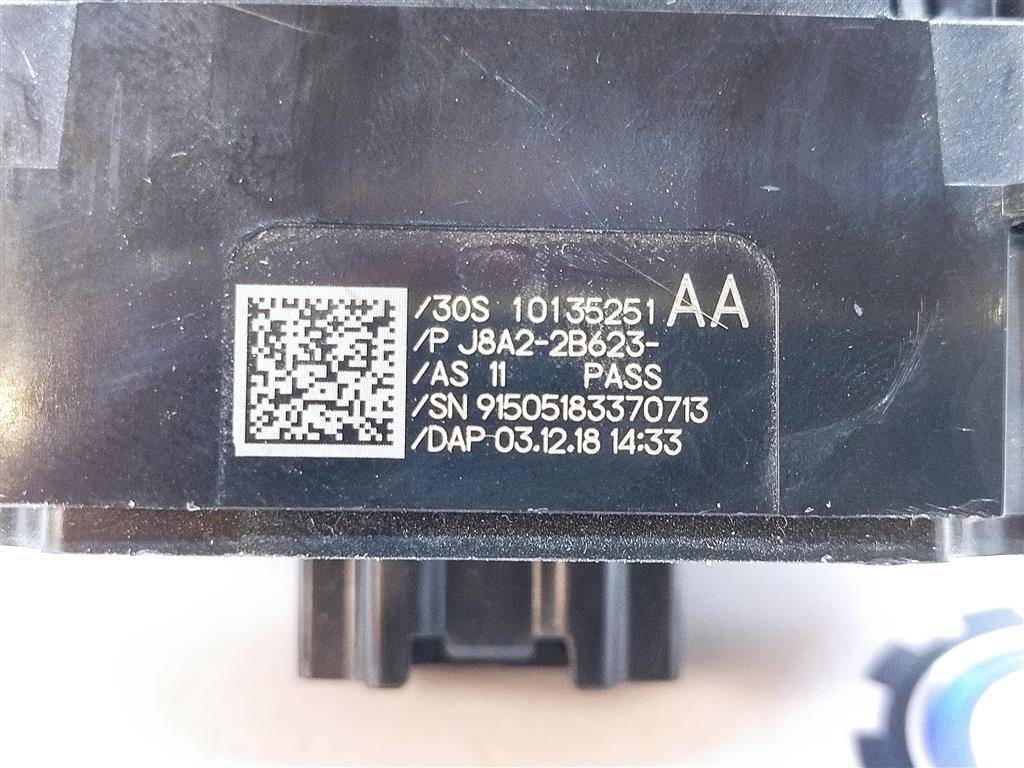 /30S 10135251 AA
/P J8A2-2B623-
/AS 11 PASS
/SN 91505183370713
/DAP 03.12.18 14:33